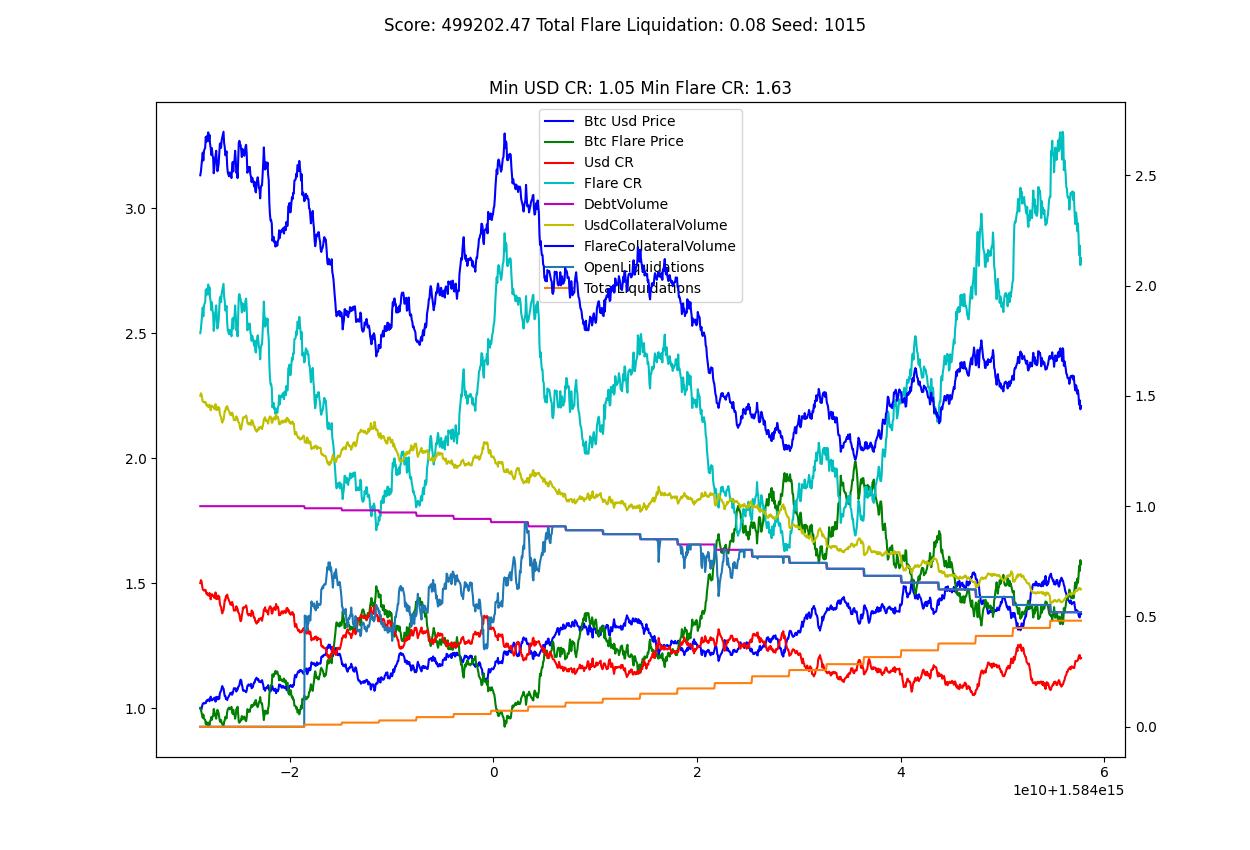 Score: 499202.47 Total Flare Liquidation: 0.08 Seed: 1015
Min USD CR: 1.05 Min Flare CR: 1.63
Btc Usd Price
Btc Flare Price
Usd CR
Flare CR
DebtVolume
UsdCollateralVolume
FlareCollateralVolume
OpenLiquidations
TotalLiquidations
3.0
2.5
2.0
1.5
1.0
2.5
2.0
1.5
1.0
0.5
0.0
−2
0
2
4
6
1e10+1.584e15